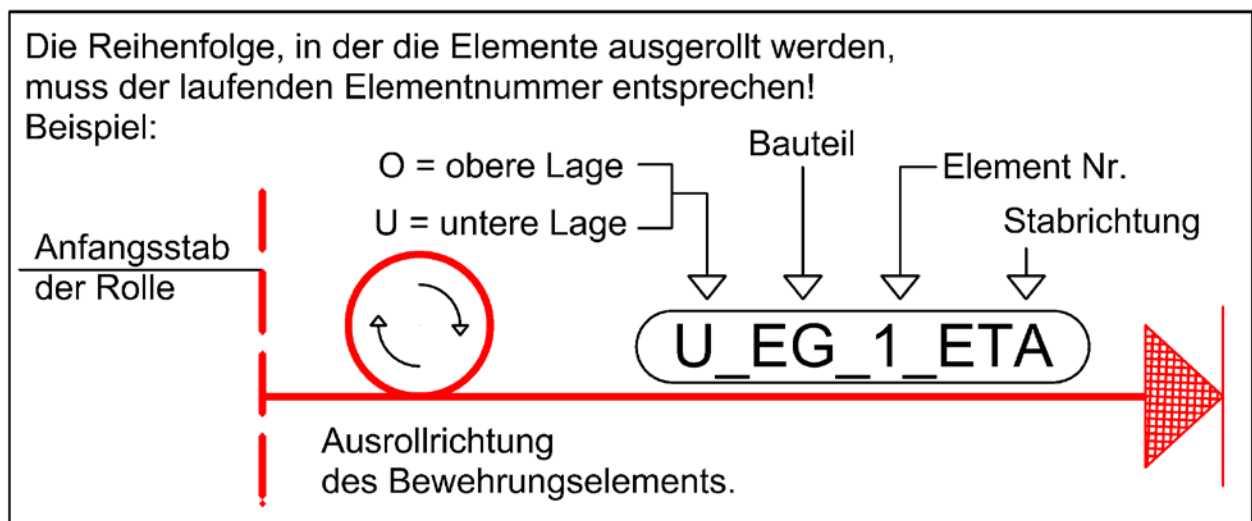 Die Reihenfolge, in der die Elemente ausgerollt werden,
muss der laufenden Elementnummer entsprechen!
Beispiel:
O = obere Lage
U = untere Lage
Bauteil
Element Nr.
Stabrichtung
Anfangsstab
der Rolle
U_EG_1_ETA
Ausrollrichtung
des Bewehrungselements.